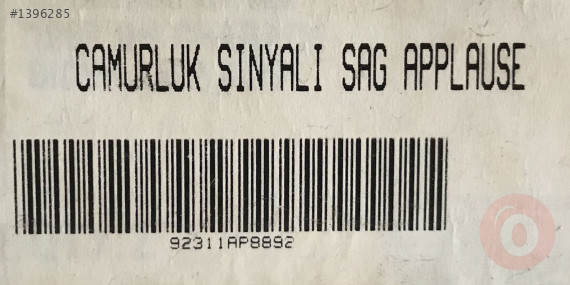 #1396285
CAMURLUK SINYALI SAG APPLAUSE
92311AP8892